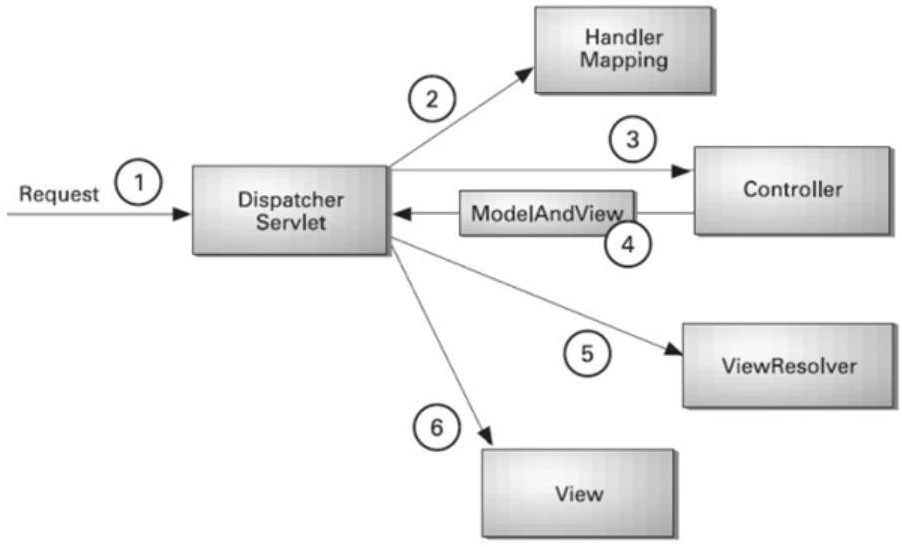 Handler
Mapping
2
3
1
Request
Dispatcher
Servlet
Controller
ModelAndView
4
5
ViewResolver
6
View